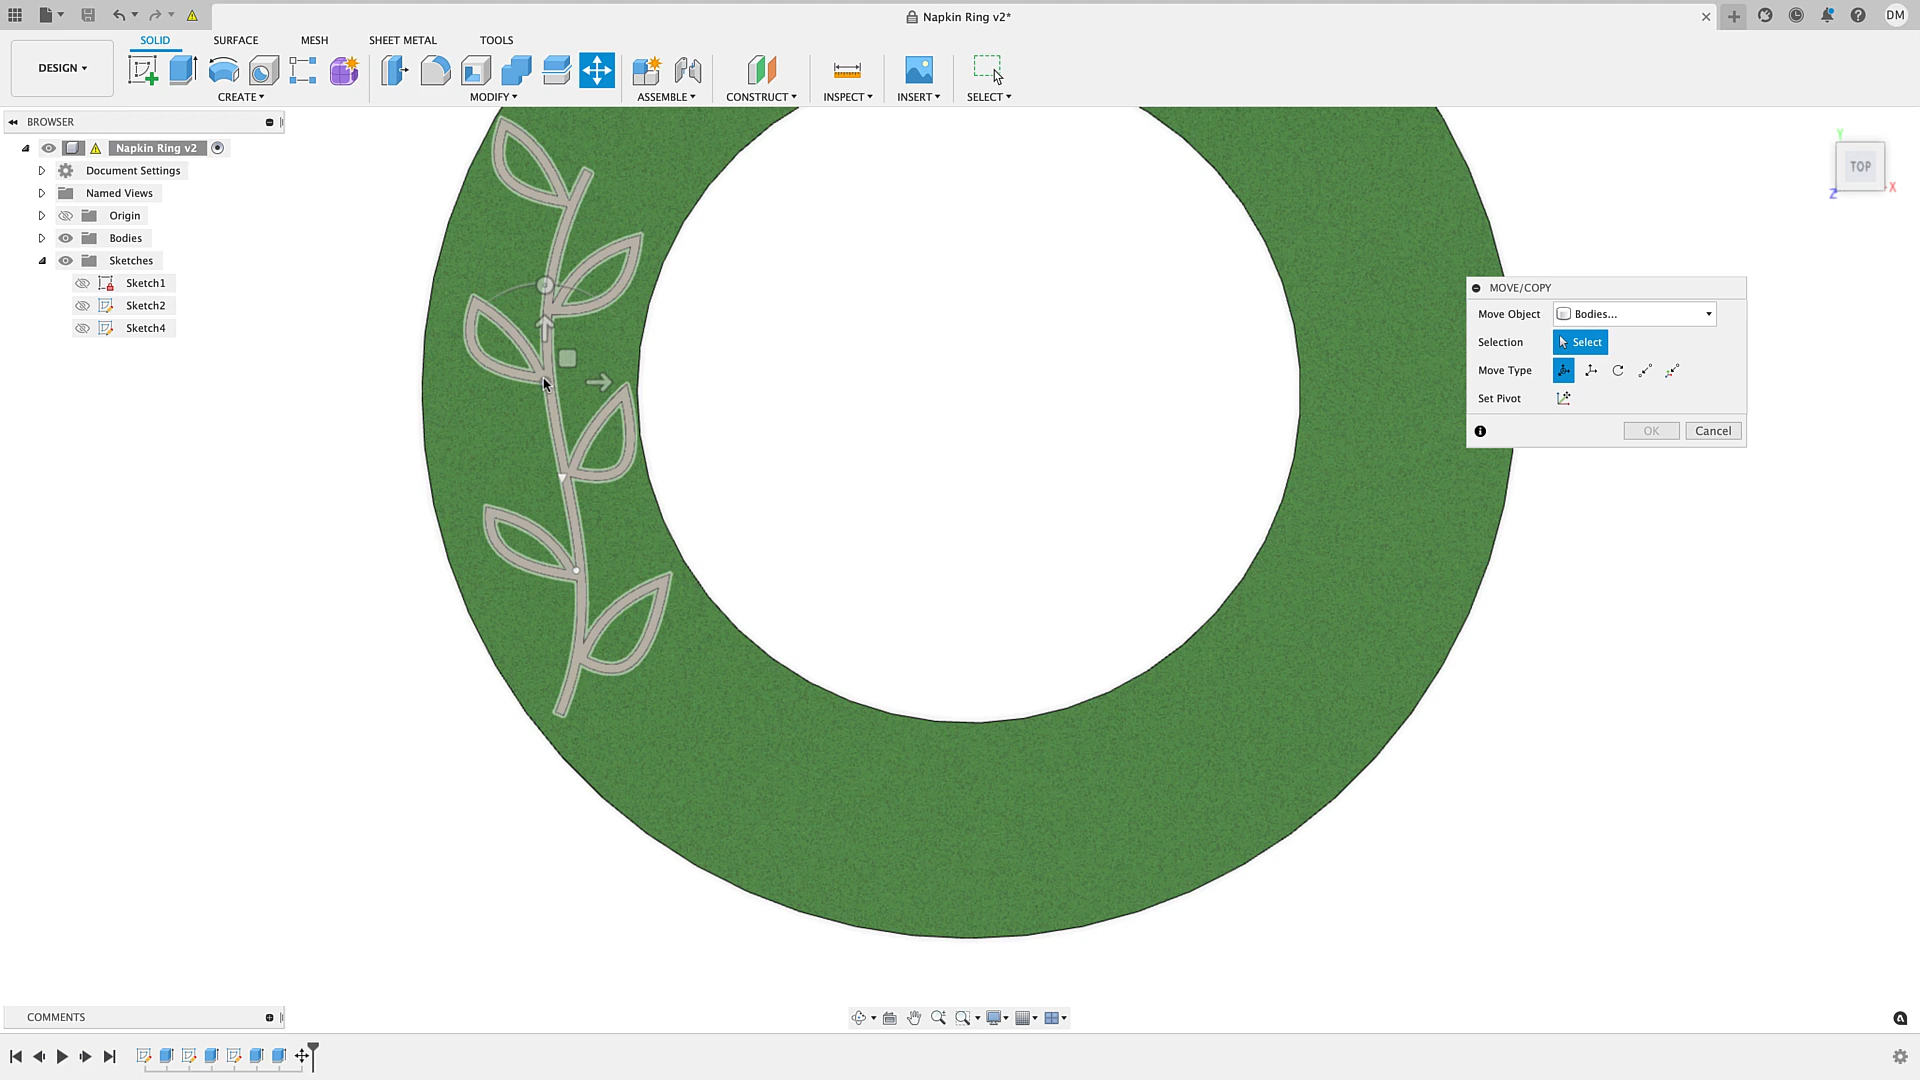 Napkin Ring v2*
DM
DESIGN
SOLID
SURFACE
MESH
SHEET METAL
TOOLS
CREATE
MODIFY
ASSEMBLE
CONSTRUCT
INSPECT
INSERT
SELECT
BROWSER
Napkin Ring v2
Document Settings
Named Views
Origin
Bodies
Sketches
Sketch1
Sketch2
Sketch4
Y
TOP
X
Z
MOVE/COPY
Move Object
Bodies...
Selection
Select
Move Type
Set Pivot
OK
Cancel
COMMENTS